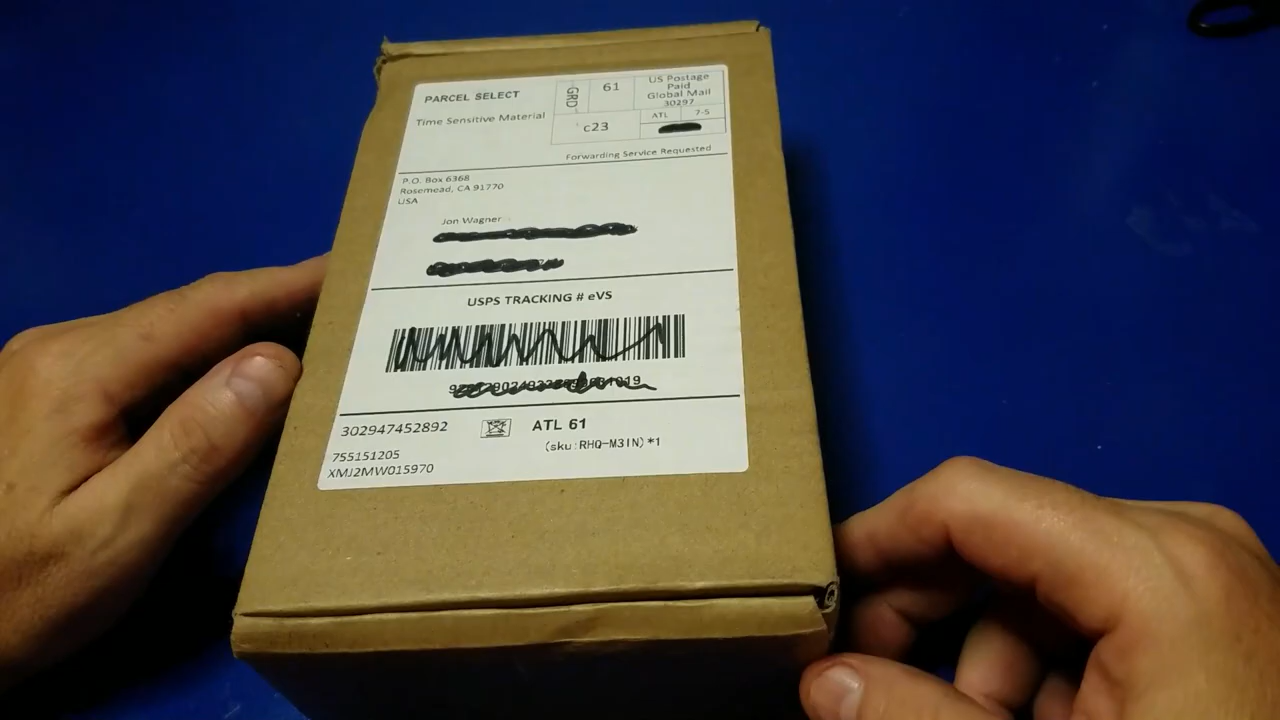 PARCEL SELECT
Time Sensitive Material
GRD
61
US Postage
Paid
Global Mail
30297
c23
ATL 7-5
Forwarding Service Requested
P.O. Box 6368
Rosemead, CA 91770
USA
Jon Wagner
USPS TRACKING # eVS
302947452892
ATL 61
(sku:RHQ-M3IN)*1
755151205
XMJ2MW015970